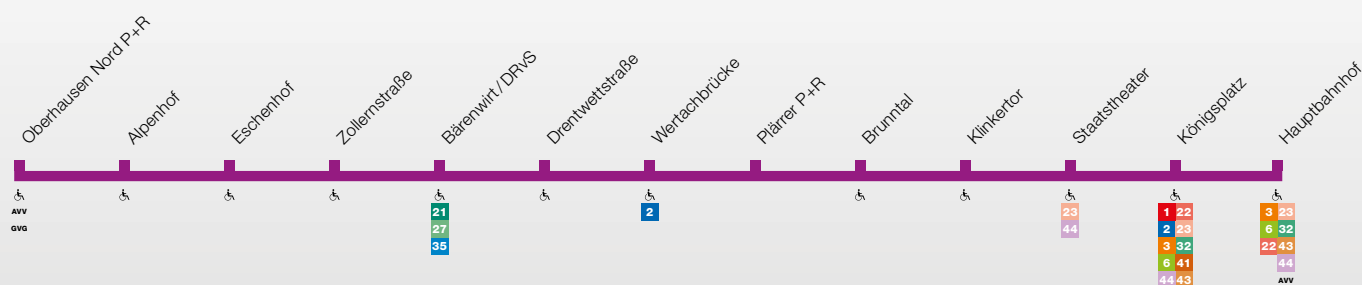 Oberhausen Nord P+R
Alpenhof
Eschenhof
Zollernstraße
Bärenwirt / DRvS
Drentwettstraße
Wertachbrücke
Plärrer P+R
Brunntal
Klinkertor
Staatstheater
Königsplatz
Hauptbahnhof
AVV
GVG
21
27
35
2
23
44
1 22
2 23
3 32
6 41
44 43
3 23
6 32
22 43
44
AVV